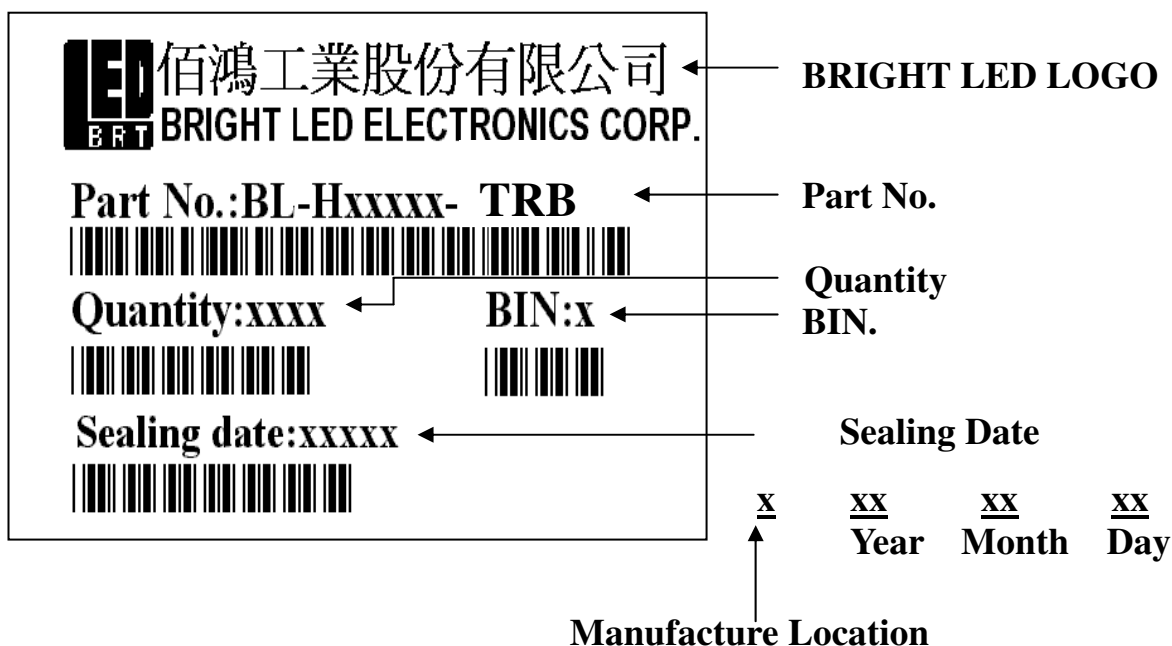 LED 佰鴻工業股份有限公司
BRT BRIGHT LED ELECTRONICS CORP.
BRIGHT LED LOGO
Part No.:BL-Hxxxxx- TRB
Part No.
Quantity:xxxx
BIN:x
Quantity
BIN.
Sealing date:xxxxx
Sealing Date
x xx xx xx
Year Month Day
Manufacture Location